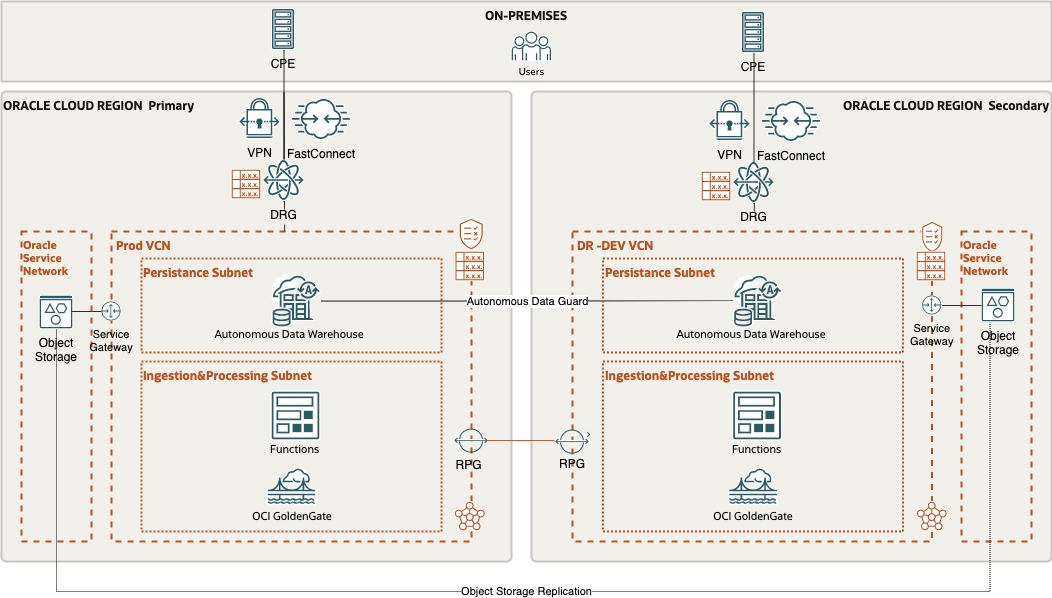 ON-PREMISES
CPE
Users
CPE
ORACLE CLOUD REGION Primary
VPN
FastConnect
X.X.X.
X.X.X.
X.X.X.
DRG
Oracle
Service
Network
Prod VCN
X.X.X.
X.X.X.
X.X.X.
Persistance Subnet
A
Autonomous Data Warehouse
Object
Storage
Service
Gateway
Ingestion&Processing Subnet
Functions
OCI GoldenGate
RPG
Autonomous Data Guard
ORACLE CLOUD REGION Secondary
VPN
FastConnect
X.X.X.
X.X.X.
X.X.X.
DRG
DR -DEV VCN
X.X.X.
X.X.X.
X.X.X.
Oracle
Service
Network
Persistance Subnet
A
Autonomous Data Warehouse
Service
Gateway
Object
Storage
Ingestion&Processing Subnet
Functions
OCI GoldenGate
RPG
Object Storage Replication